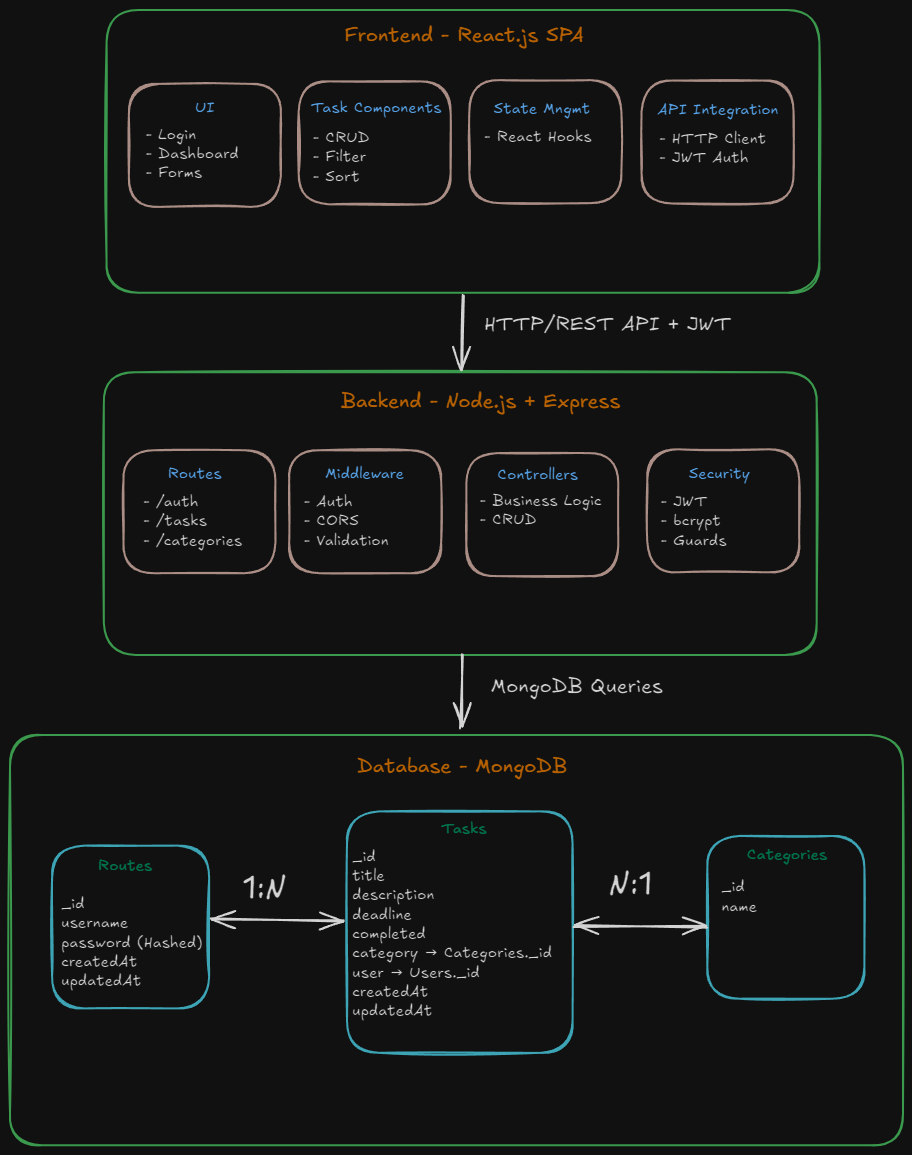 Frontend - React.js SPA
UI
- Login
- Dashboard
- Forms
Task Components
- CRUD
- Filter
- Sort
State Mngmt
- React Hooks
API Integration
- HTTP Client
- JWT Auth
HTTP/REST API + JWT
Backend - Node.js + Express
Routes
- /auth
- /tasks
- /categories
Middleware
- Auth
- CORS
- Validation
Controllers
- Business Logic
- CRUD
Security
- JWT
- bcrypt
- Guards
MongoDB Queries
Database - MongoDB
Routes
_id
username
password (Hashed)
createdAt
updatedAt
1:N
Tasks
_id
title
description
deadline
completed
category → Categories._id
user → Users._id
createdAt
updatedAt
N:1
Categories
_id
name